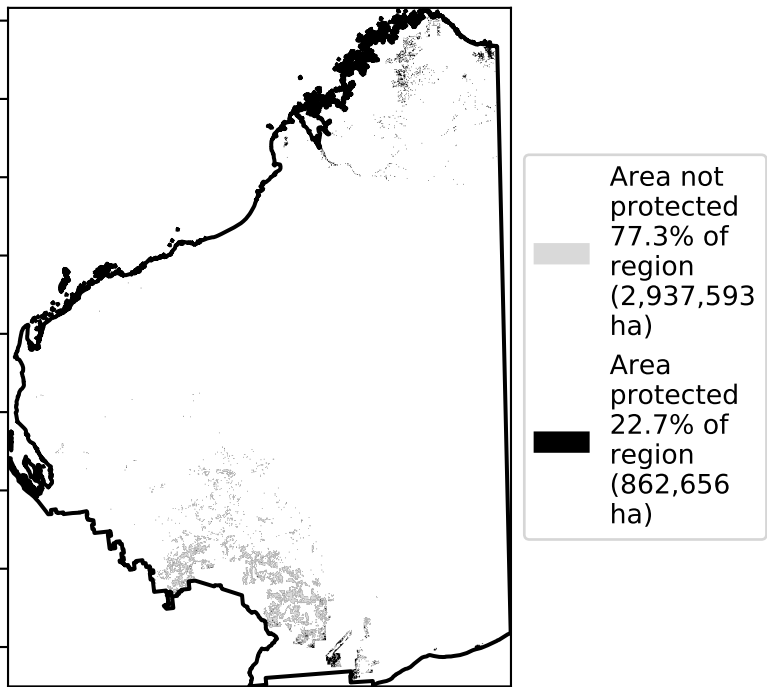 Area not
protected
77.3% of
region
(2,937,593
ha)
Area
protected
22.7% of
region
(862,656
ha)